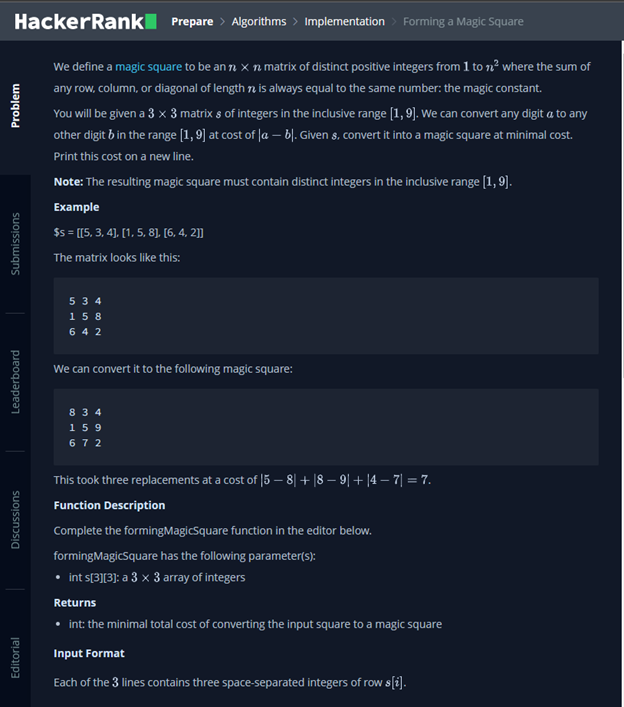 HackerRank Prepare > Algorithms > Implementation > Forming a Magic Square
Problem
Submissions
Leaderboard
Discussions
Editorial
We define a magic square to be an n × n matrix of distinct positive integers from 1 to n² where the sum of
any row, column, or diagonal of length n is always equal to the same number: the magic constant.
You will be given a 3 × 3 matrix s of integers in the inclusive range [1, 9]. We can convert any digit a to any
other digit b in the range [1, 9] at cost of |a − b|. Given s, convert it into a magic square at minimal cost.
Print this cost on a new line.
Note: The resulting magic square must contain distinct integers in the inclusive range [1, 9].
Example
$s = [[5, 3, 4], [1, 5, 8], [6, 4, 2]]
The matrix looks like this:
5 3 4
1 5 8
6 4 2
We can convert it to the following magic square:
8 3 4
1 5 9
6 7 2
This took three replacements at a cost of |5 − 8| + |8 − 9| + |4 − 7| = 7.
Function Description
Complete the formingMagicSquare function in the editor below.
formingMagicSquare has the following parameter(s):
• int s[3][3]: a 3 × 3 array of integers
Returns
• int: the minimal total cost of converting the input square to a magic square
Input Format
Each of the 3 lines contains three space-separated integers of row s[i].